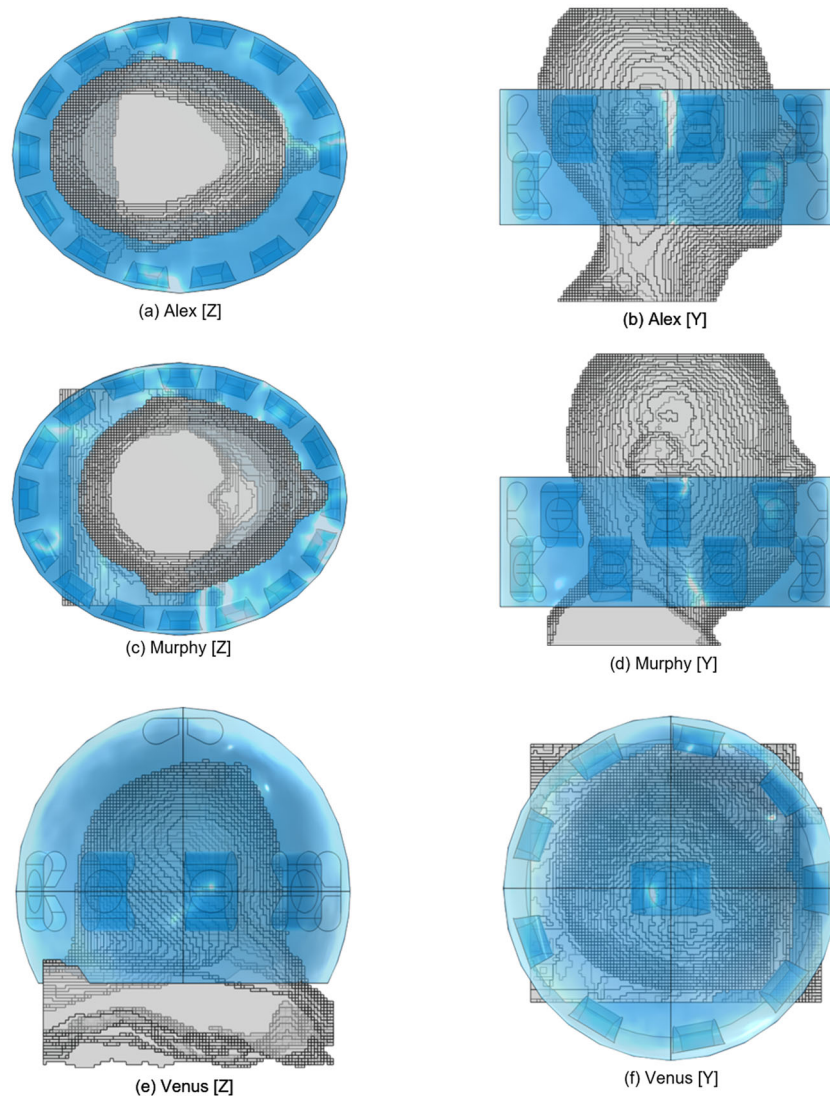 (a) Alex [Z]
(b) Alex [Y]
(c) Murphy [Z]
(d) Murphy [Y]
(e) Venus [Z]
(f) Venus [Y]